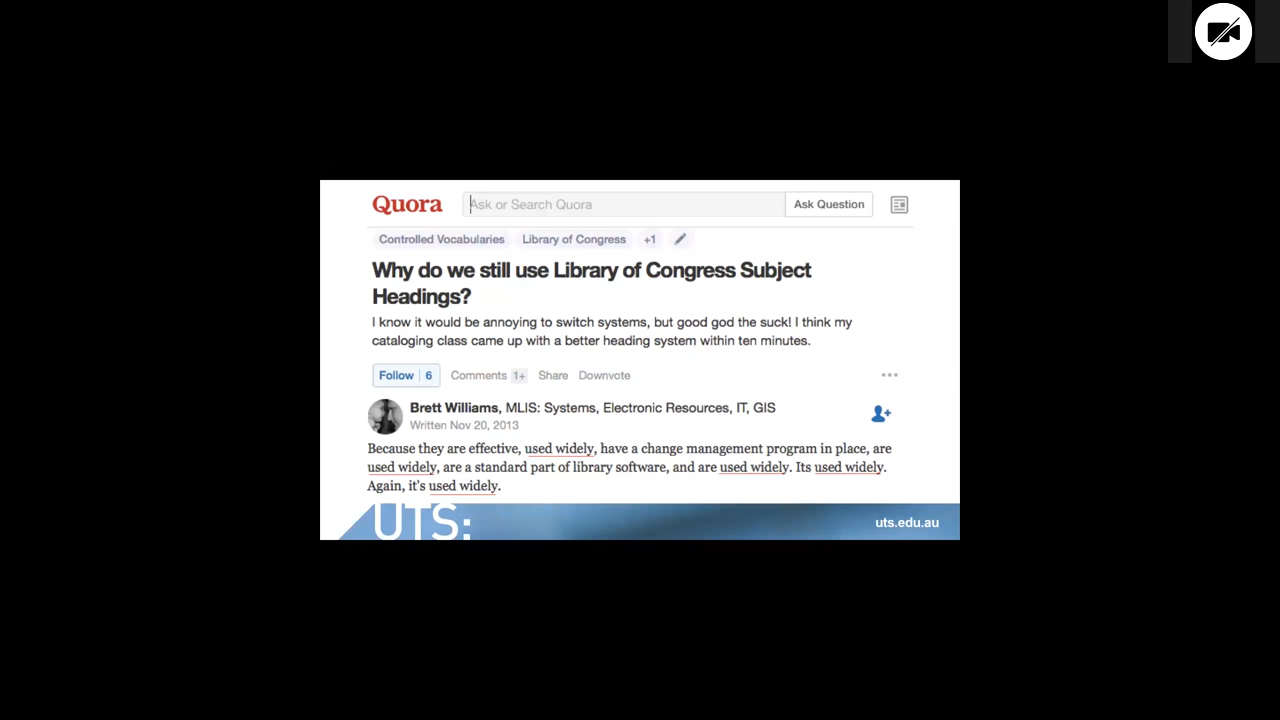 Quora
Ask or Search Quora
Ask Question
Controlled Vocabularies Library of Congress +1
Why do we still use Library of Congress Subject
Headings?
I know it would be annoying to switch systems, but good god the suck! I think my
cataloging class came up with a better heading system within ten minutes.
Follow 6 Comments 1+ Share Downvote
Brett Williams, MLIS: Systems, Electronic Resources, IT, GIS
Written Nov 20, 2013
Because they are effective, used widely, have a change management program in place, are
used widely, are a standard part of library software, and are used widely. Its used widely.
Again, it's used widely.
UTS:
uts.edu.au